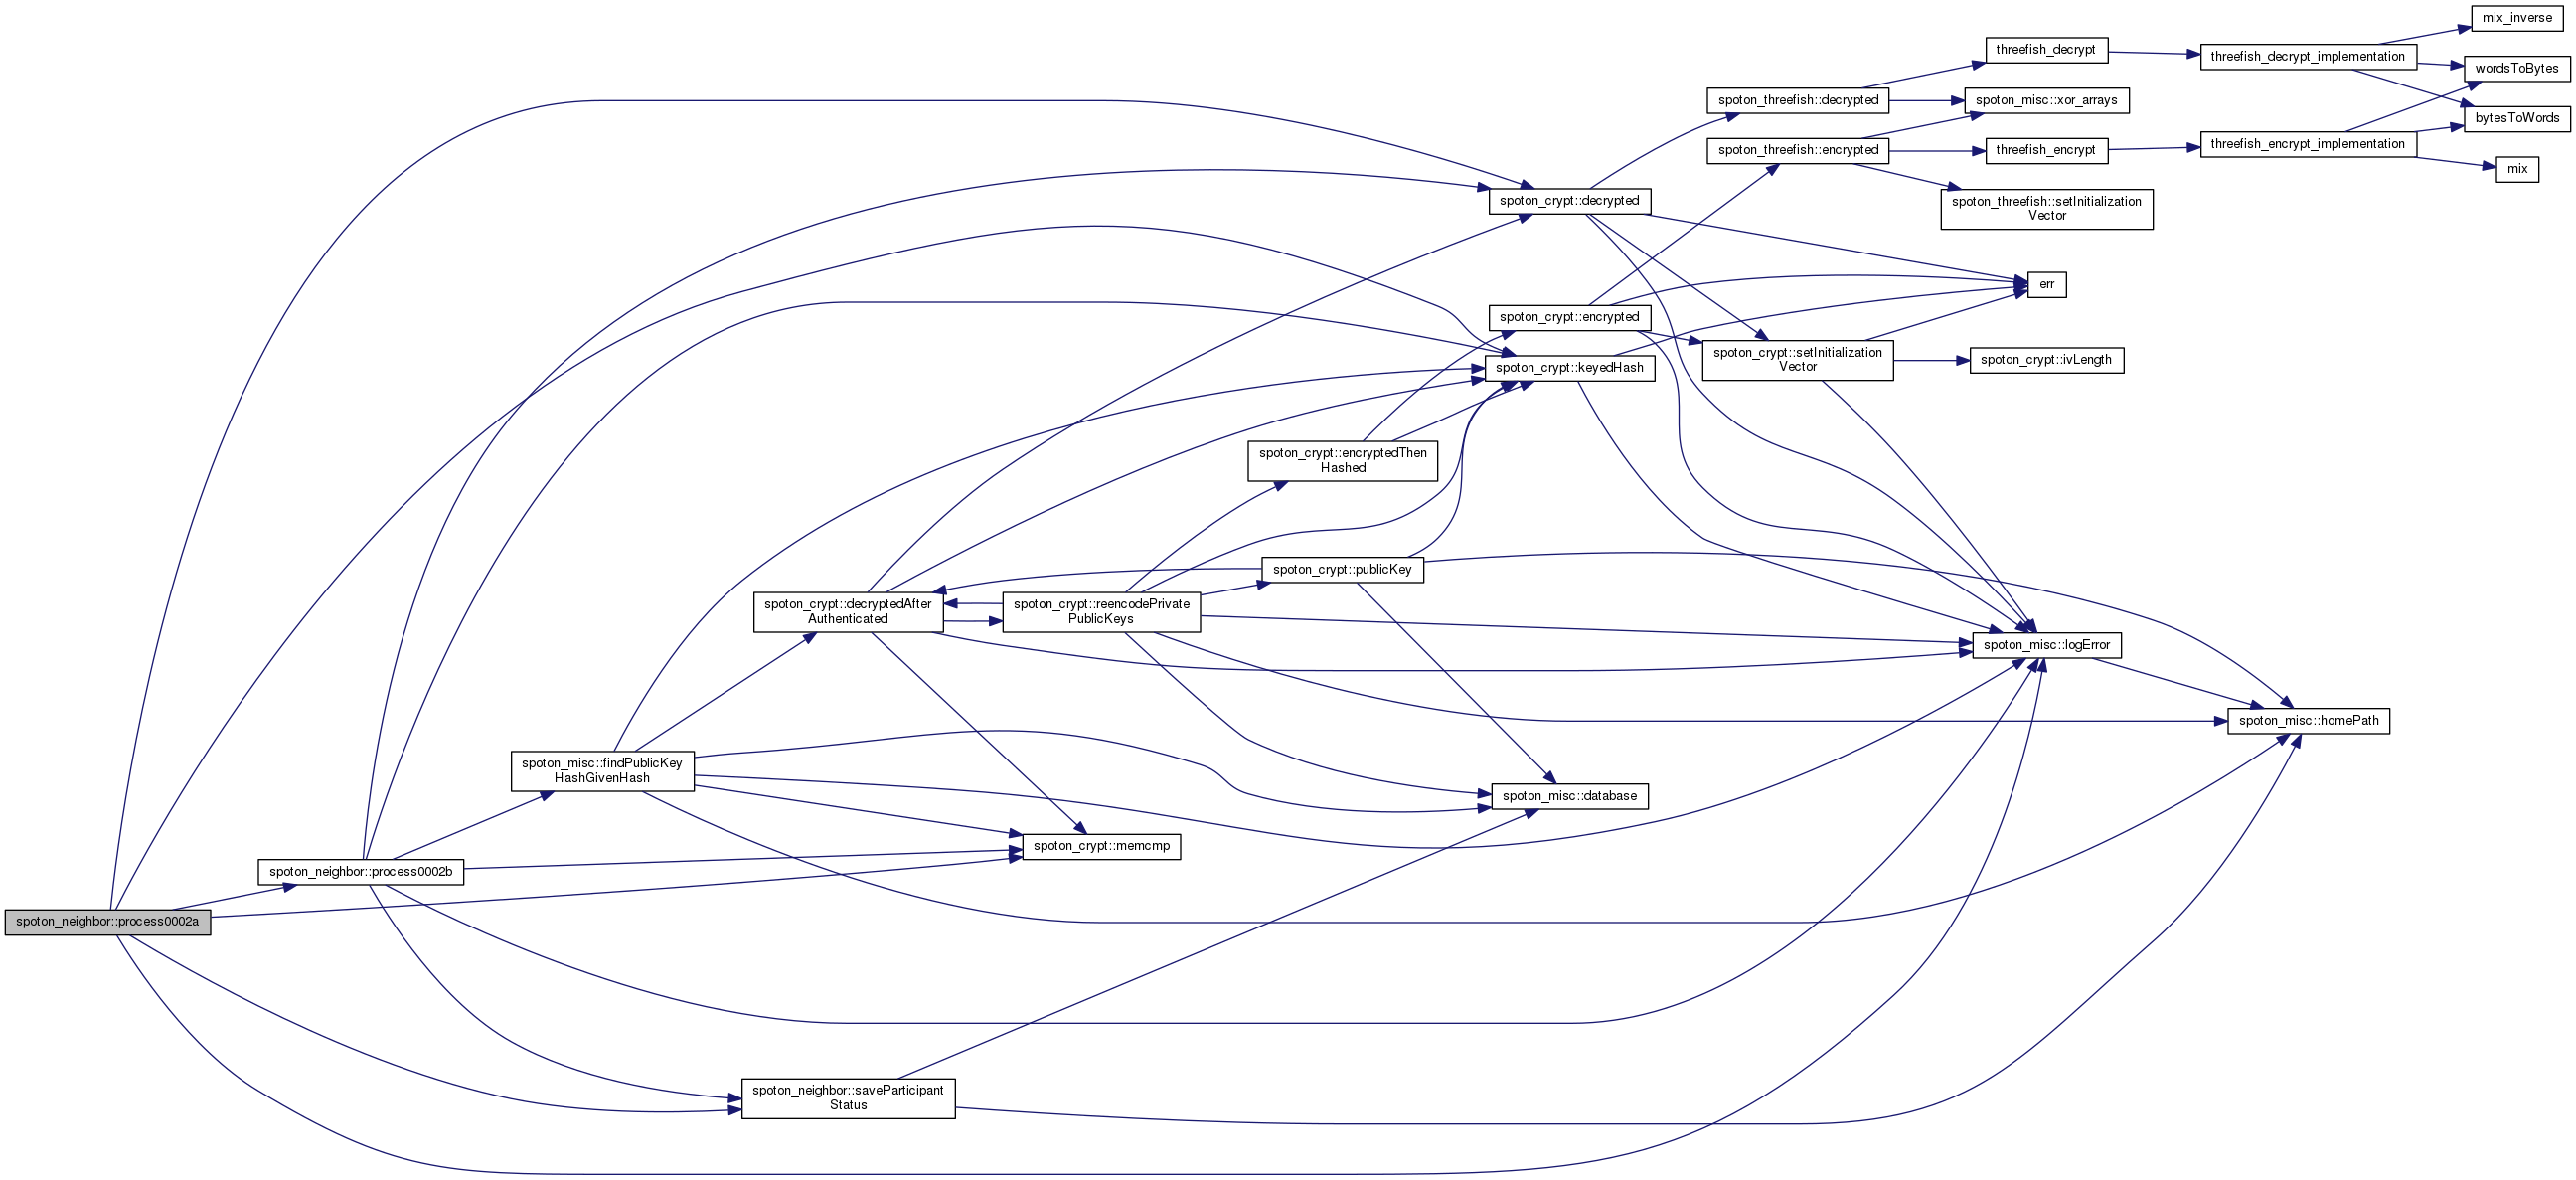 mix_inverse
threefish_decrypt
threefish_decrypt_implementation
wordsToBytes
spoton_threefish::decrypted
spoton_misc::xor_arrays
bytesToWords
spoton_threefish::encrypted
threefish_encrypt
threefish_encrypt_implementation
mix
spoton_crypt::decrypted
spoton_threefish::setInitialization
Vector
err
spoton_crypt::encrypted
spoton_crypt::setInitialization
Vector
spoton_crypt::ivLength
spoton_crypt::keyedHash
spoton_crypt::encryptedThen
Hashed
spoton_crypt::publicKey
spoton_crypt::decryptedAfter
Authenticated
spoton_crypt::reencodePrivate
PublicKeys
spoton_misc::logError
spoton_misc::homePath
spoton_misc::findPublicKey
HashGivenHash
spoton_misc::database
spoton_crypt::memcmp
spoton_neighbor::process0002b
spoton_neighbor::process0002a
spoton_neighbor::saveParticipant
Status